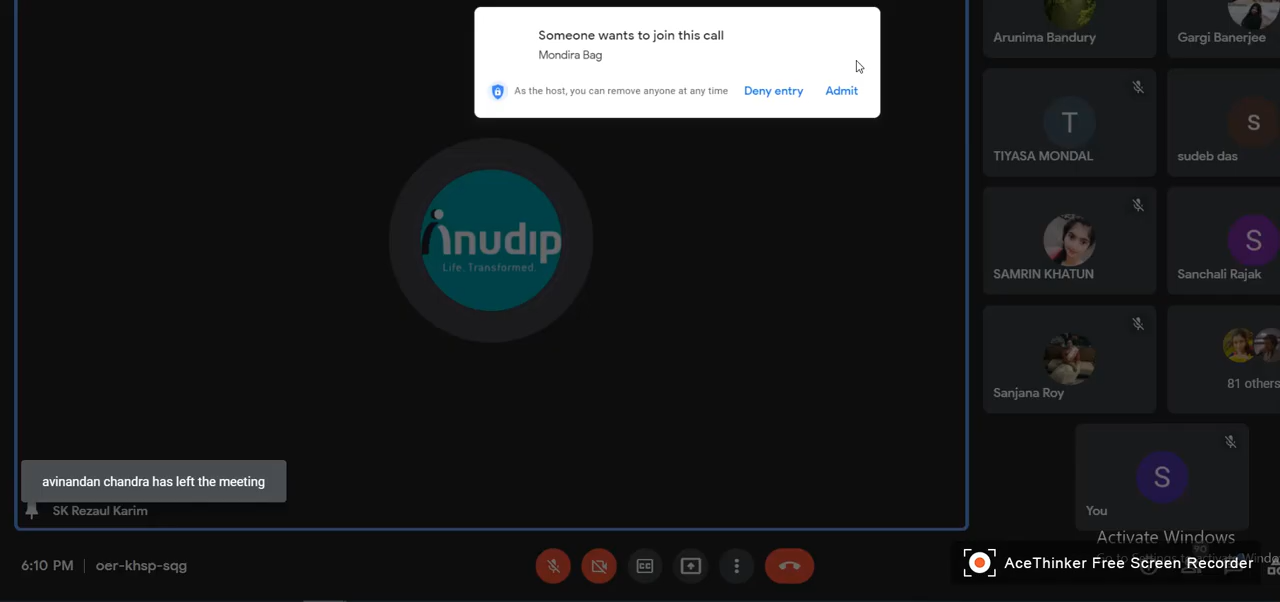 Someone wants to join this call
Mondira Bag
As the host, you can remove anyone at any time
Deny entry
Admit
Arunima Bandury
Gargi Banerjee
T
TIYASA MONDAL
S
sudeb das
SAMRIN KHATUN
S
Sanchali Rajak
Sanjana Roy
81 others
S
You
anudip
Life. Transformed.
avinandan chandra has left the meeting
SK Rezaul Karim
6:10 PM | oer-khsp-sqg
CC
Activate Windows
90
AceThinker Free Screen Recorder